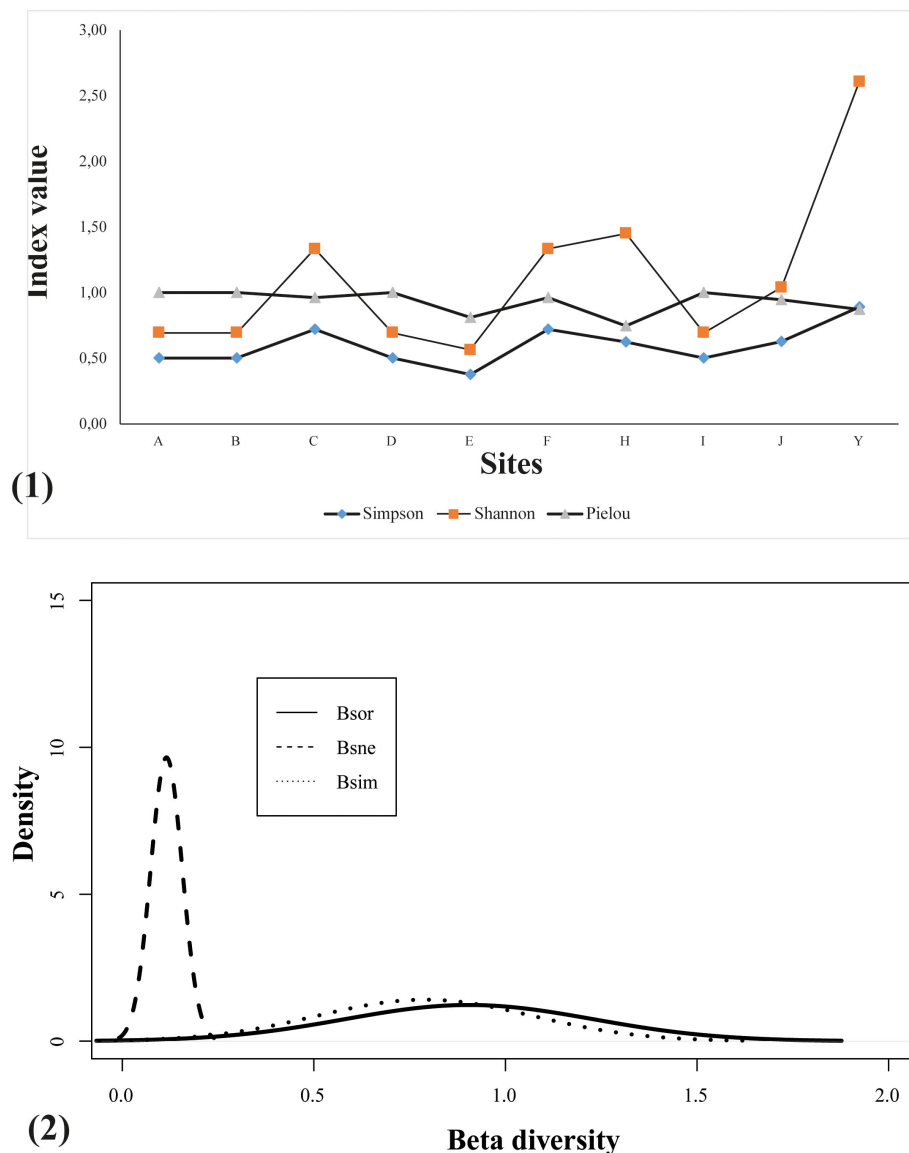 3,00
2,50
2,00
1,50
1,00
0,50
0,00
Index value
A B C D E F H I J Y
Sites
(1)
Simpson Shannon Pielou
15
10
5
0
Density
Bsor
Bsne
Bsim
0.0 0.5 1.0 1.5 2.0
(2)
Beta diversity